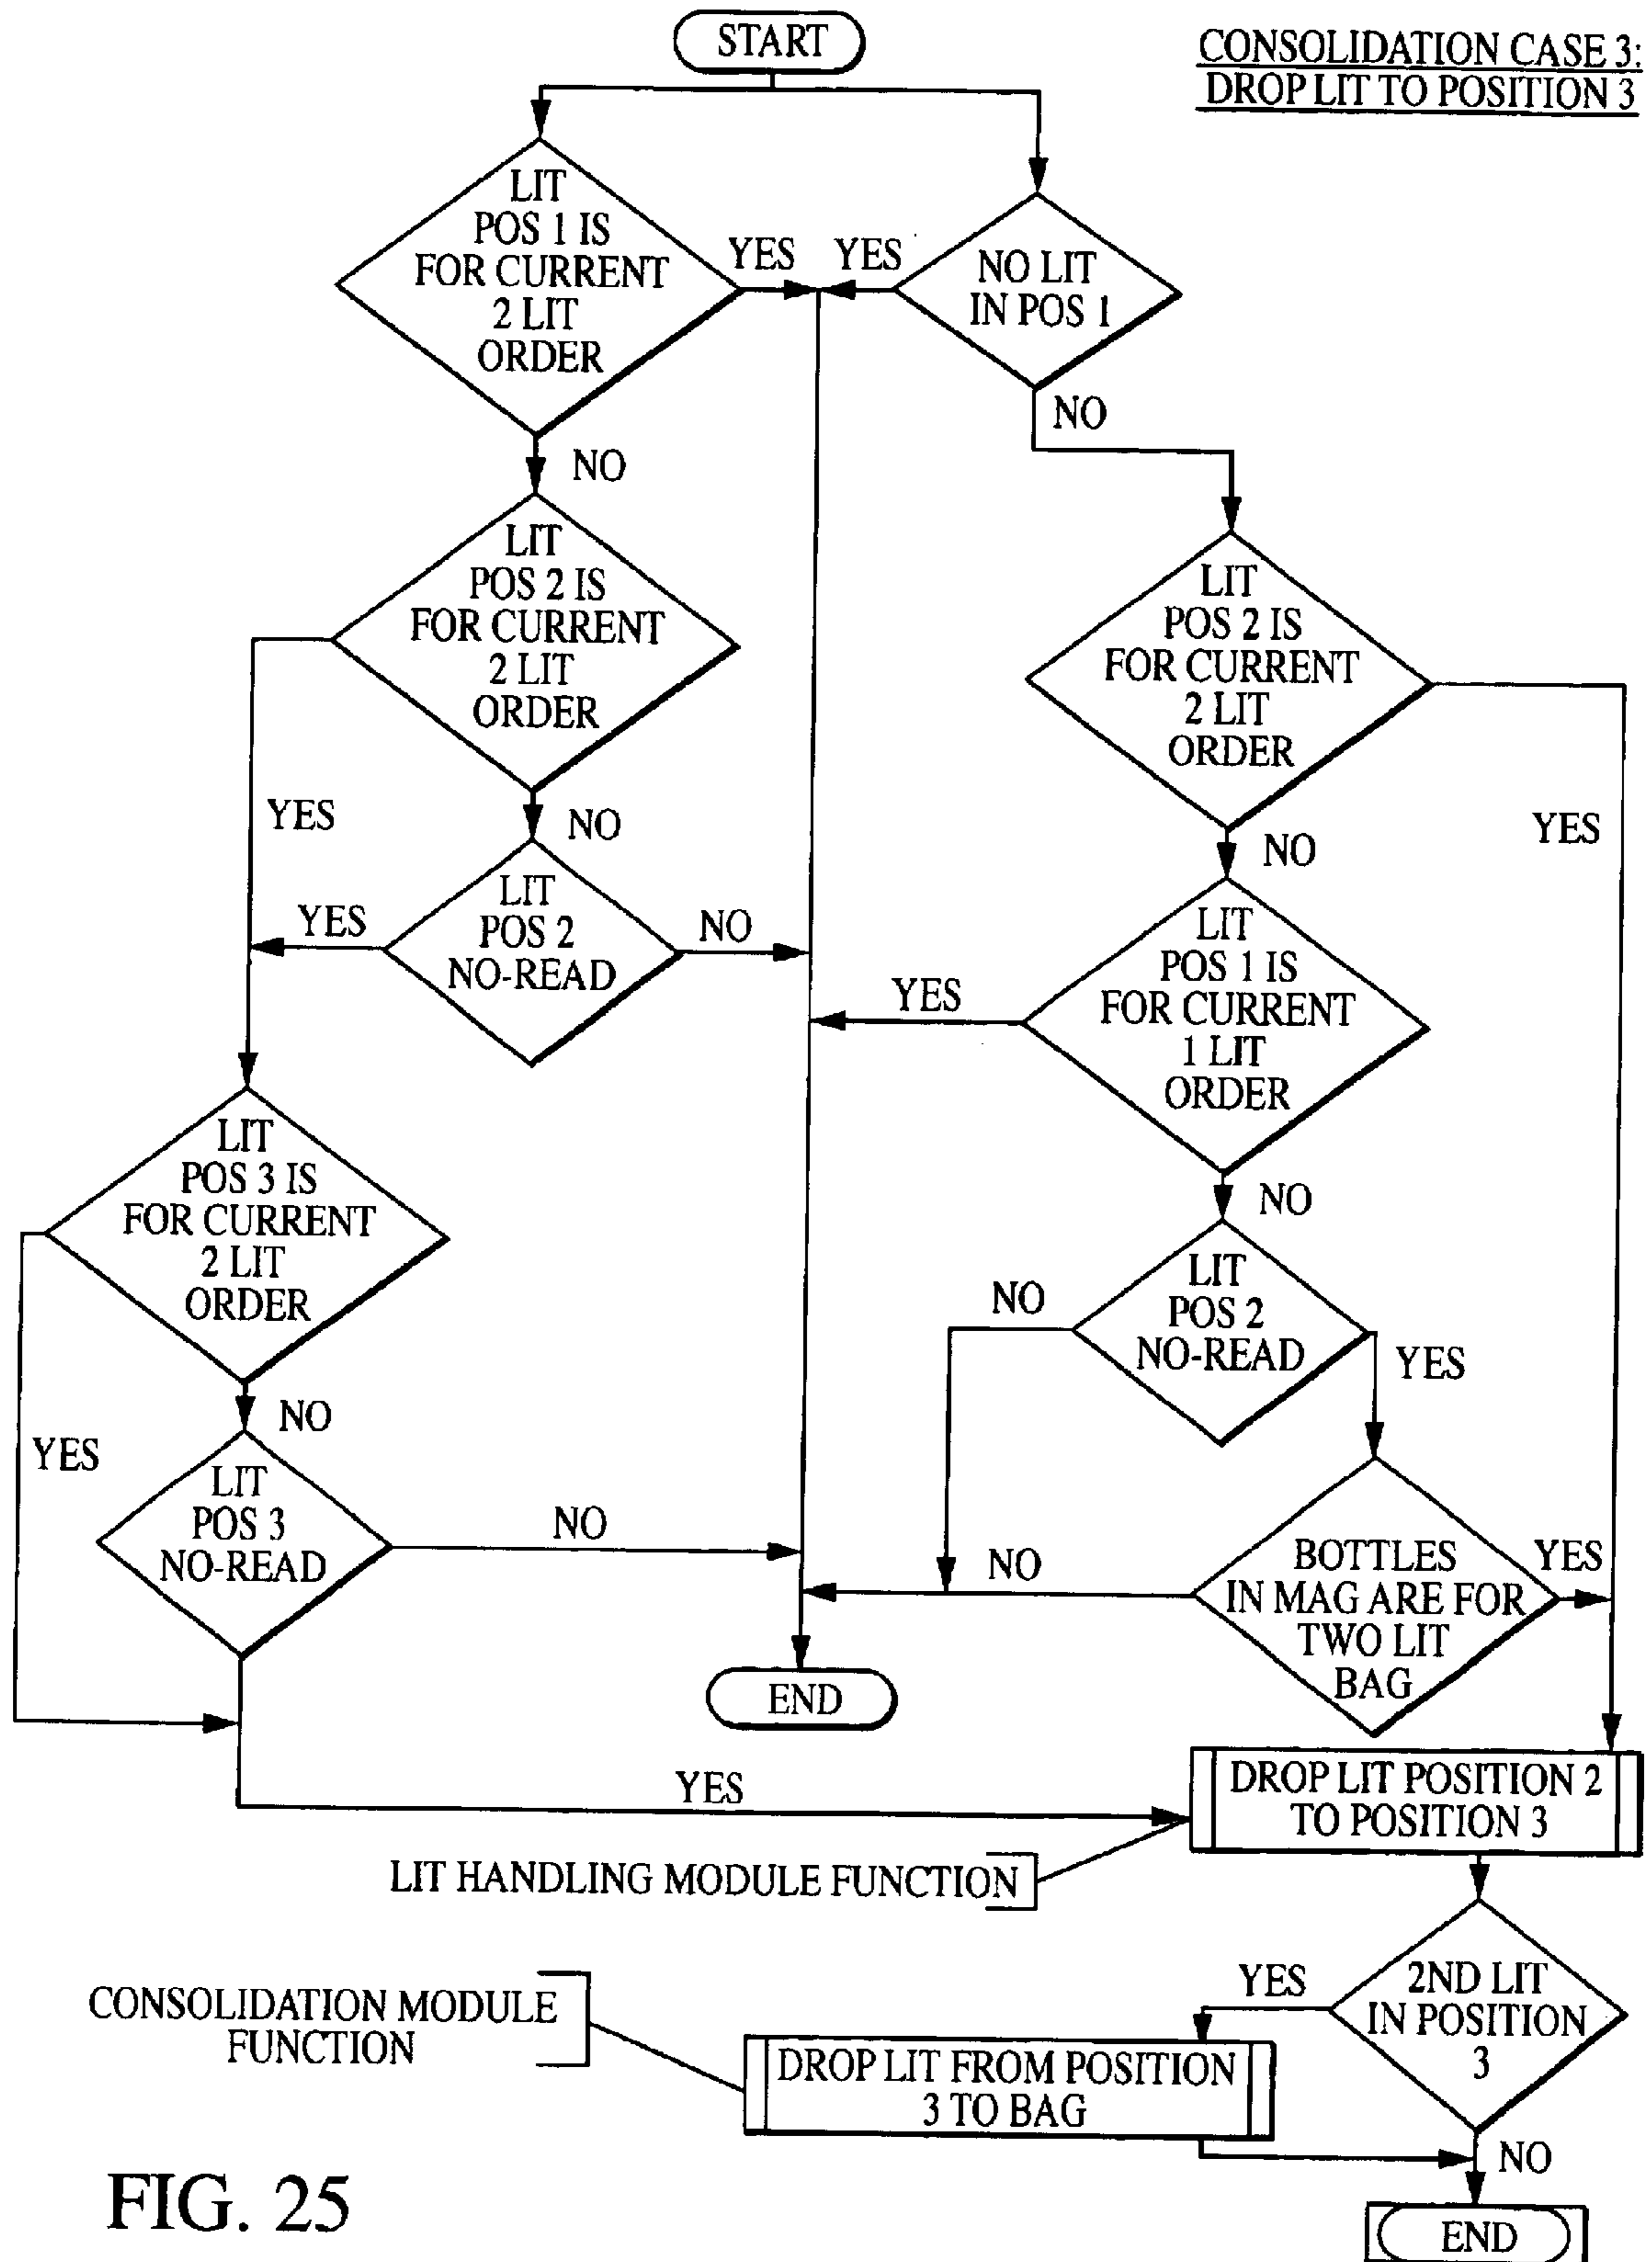 START
CONSOLIDATION CASE 3:
DROP LIT TO POSITION 3
LIT
POS 1 IS
FOR CURRENT
2 LIT
ORDER
YES
YES
NO LIT
IN POS 1
NO
NO
LIT
POS 2 IS
FOR CURRENT
2 LIT
ORDER
LIT
POS 2 IS
FOR CURRENT
2 LIT
ORDER
YES
NO
YES
NO
LIT
POS 2
NO-READ
YES
NO
LIT
POS 1 IS
FOR CURRENT
1 LIT
ORDER
YES
NO
LIT
POS 3 IS
FOR CURRENT
2 LIT
ORDER
YES
NO
LIT
POS 2
NO-READ
NO
YES
LIT
POS 3
NO-READ
NO
BOTTLES
IN MAG ARE FOR
TWO LIT
BAG
NO
YES
END
YES
DROP LIT POSITION 2
TO POSITION 3
LIT HANDLING MODULE FUNCTION
2ND LIT
IN POSITION
3
YES
NO
CONSOLIDATION MODULE
FUNCTION
DROP LIT FROM POSITION
3 TO BAG
END
FIG. 25